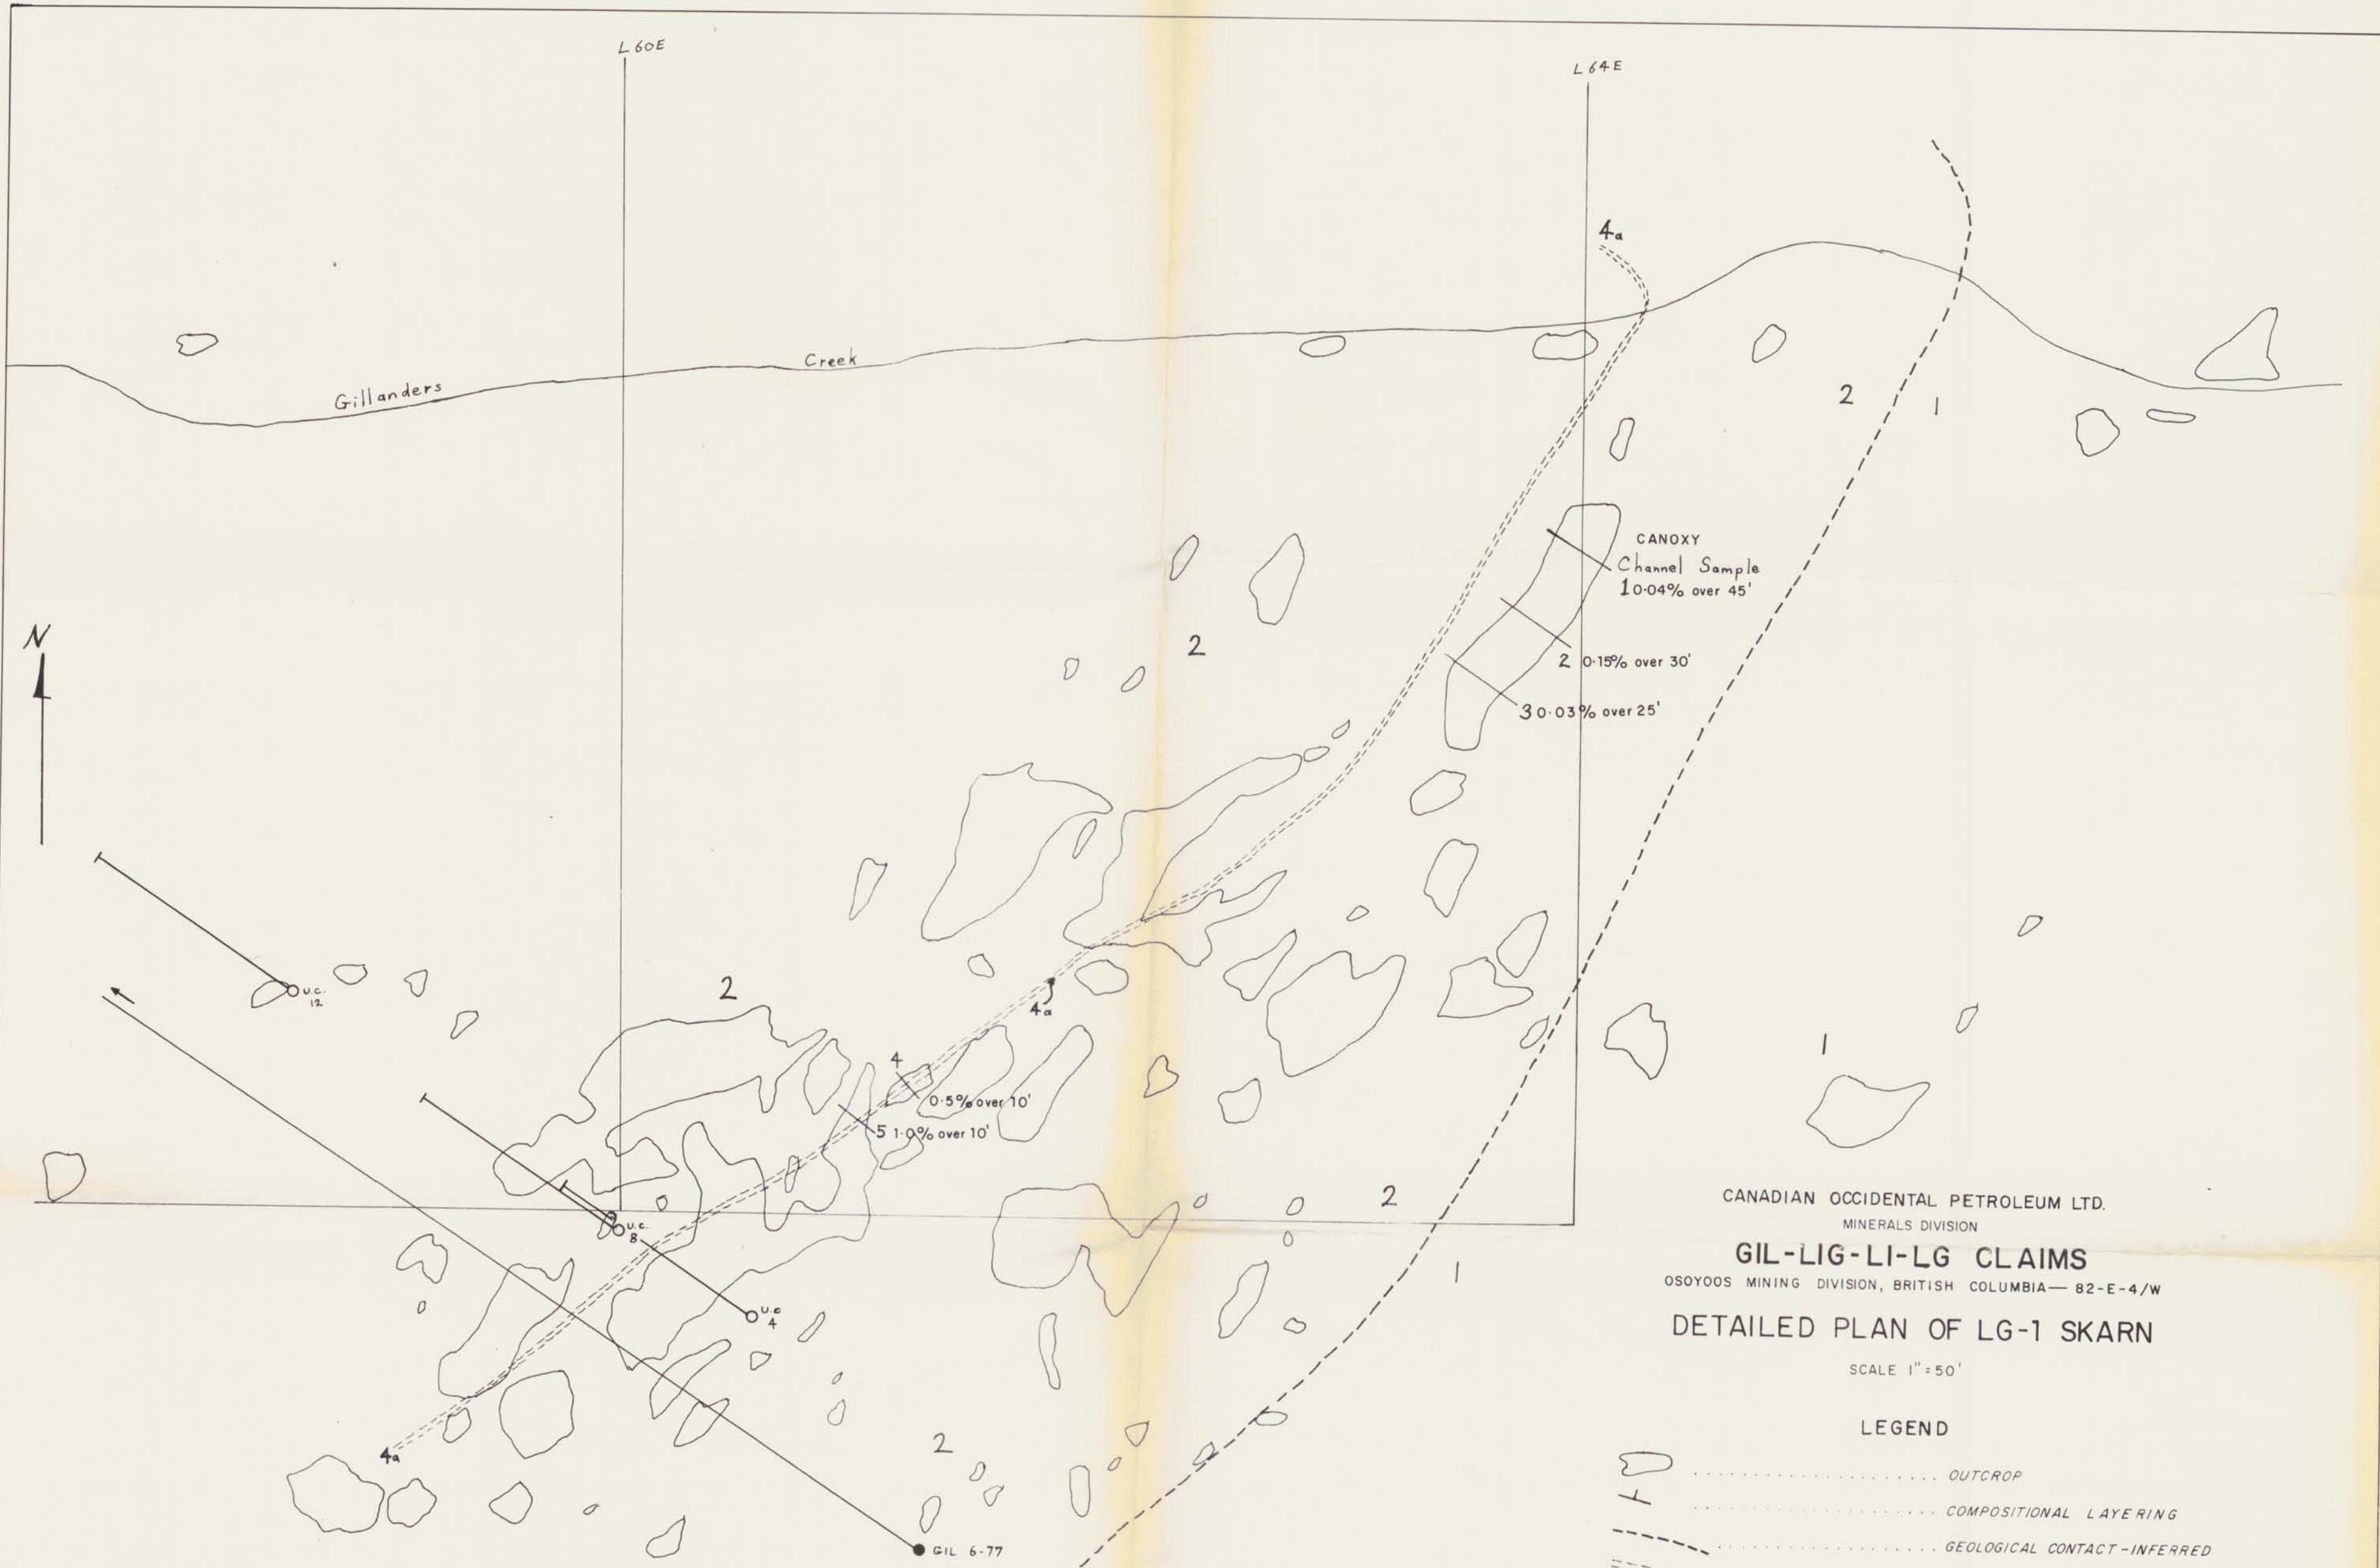 L 60E
L 64E
4a
Gillanders
Creek
2
1
CANOXY
Channel Sample
1 0·04% over 45'
2
N
2 0·15% over 30'
3 0·03% over 25'
2
U.C.
12
4a
4
0·5% over 10'
5 1·0% over 10'
1
2
U.C.
8
1
U.C
4
4a
2
GIL 6-77
CANADIAN OCCIDENTAL PETROLEUM LTD.
MINERALS DIVISION
GIL-LIG-LI-LG CLAIMS
OSOYOOS MINING DIVISION, BRITISH COLUMBIA— 82-E-4/W
DETAILED PLAN OF LG-1 SKARN
SCALE 1"=50'
LEGEND
OUTCROP
COMPOSITIONAL LAYERING
GEOLOGICAL CONTACT-INFERRED